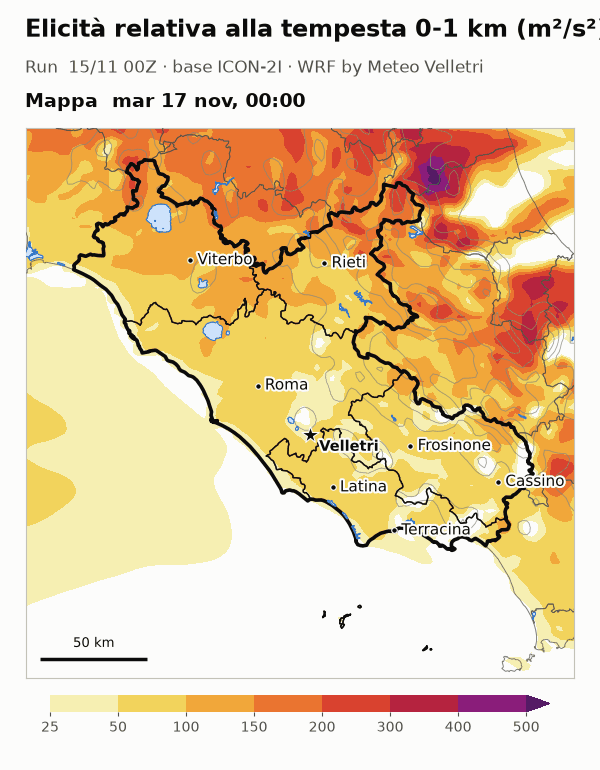 Elicità relativa alla tempesta 0-1 km (m²/s²)
Run  15/11 00Z · base ICON-2I · WRF by Meteo Velletri
Mappa  mar 17 nov, 00:00
Viterbo
Rieti
Roma
Velletri
Frosinone
Cassino
Latina
Terracina
50 km
25 50 100 150 200 300 400 500